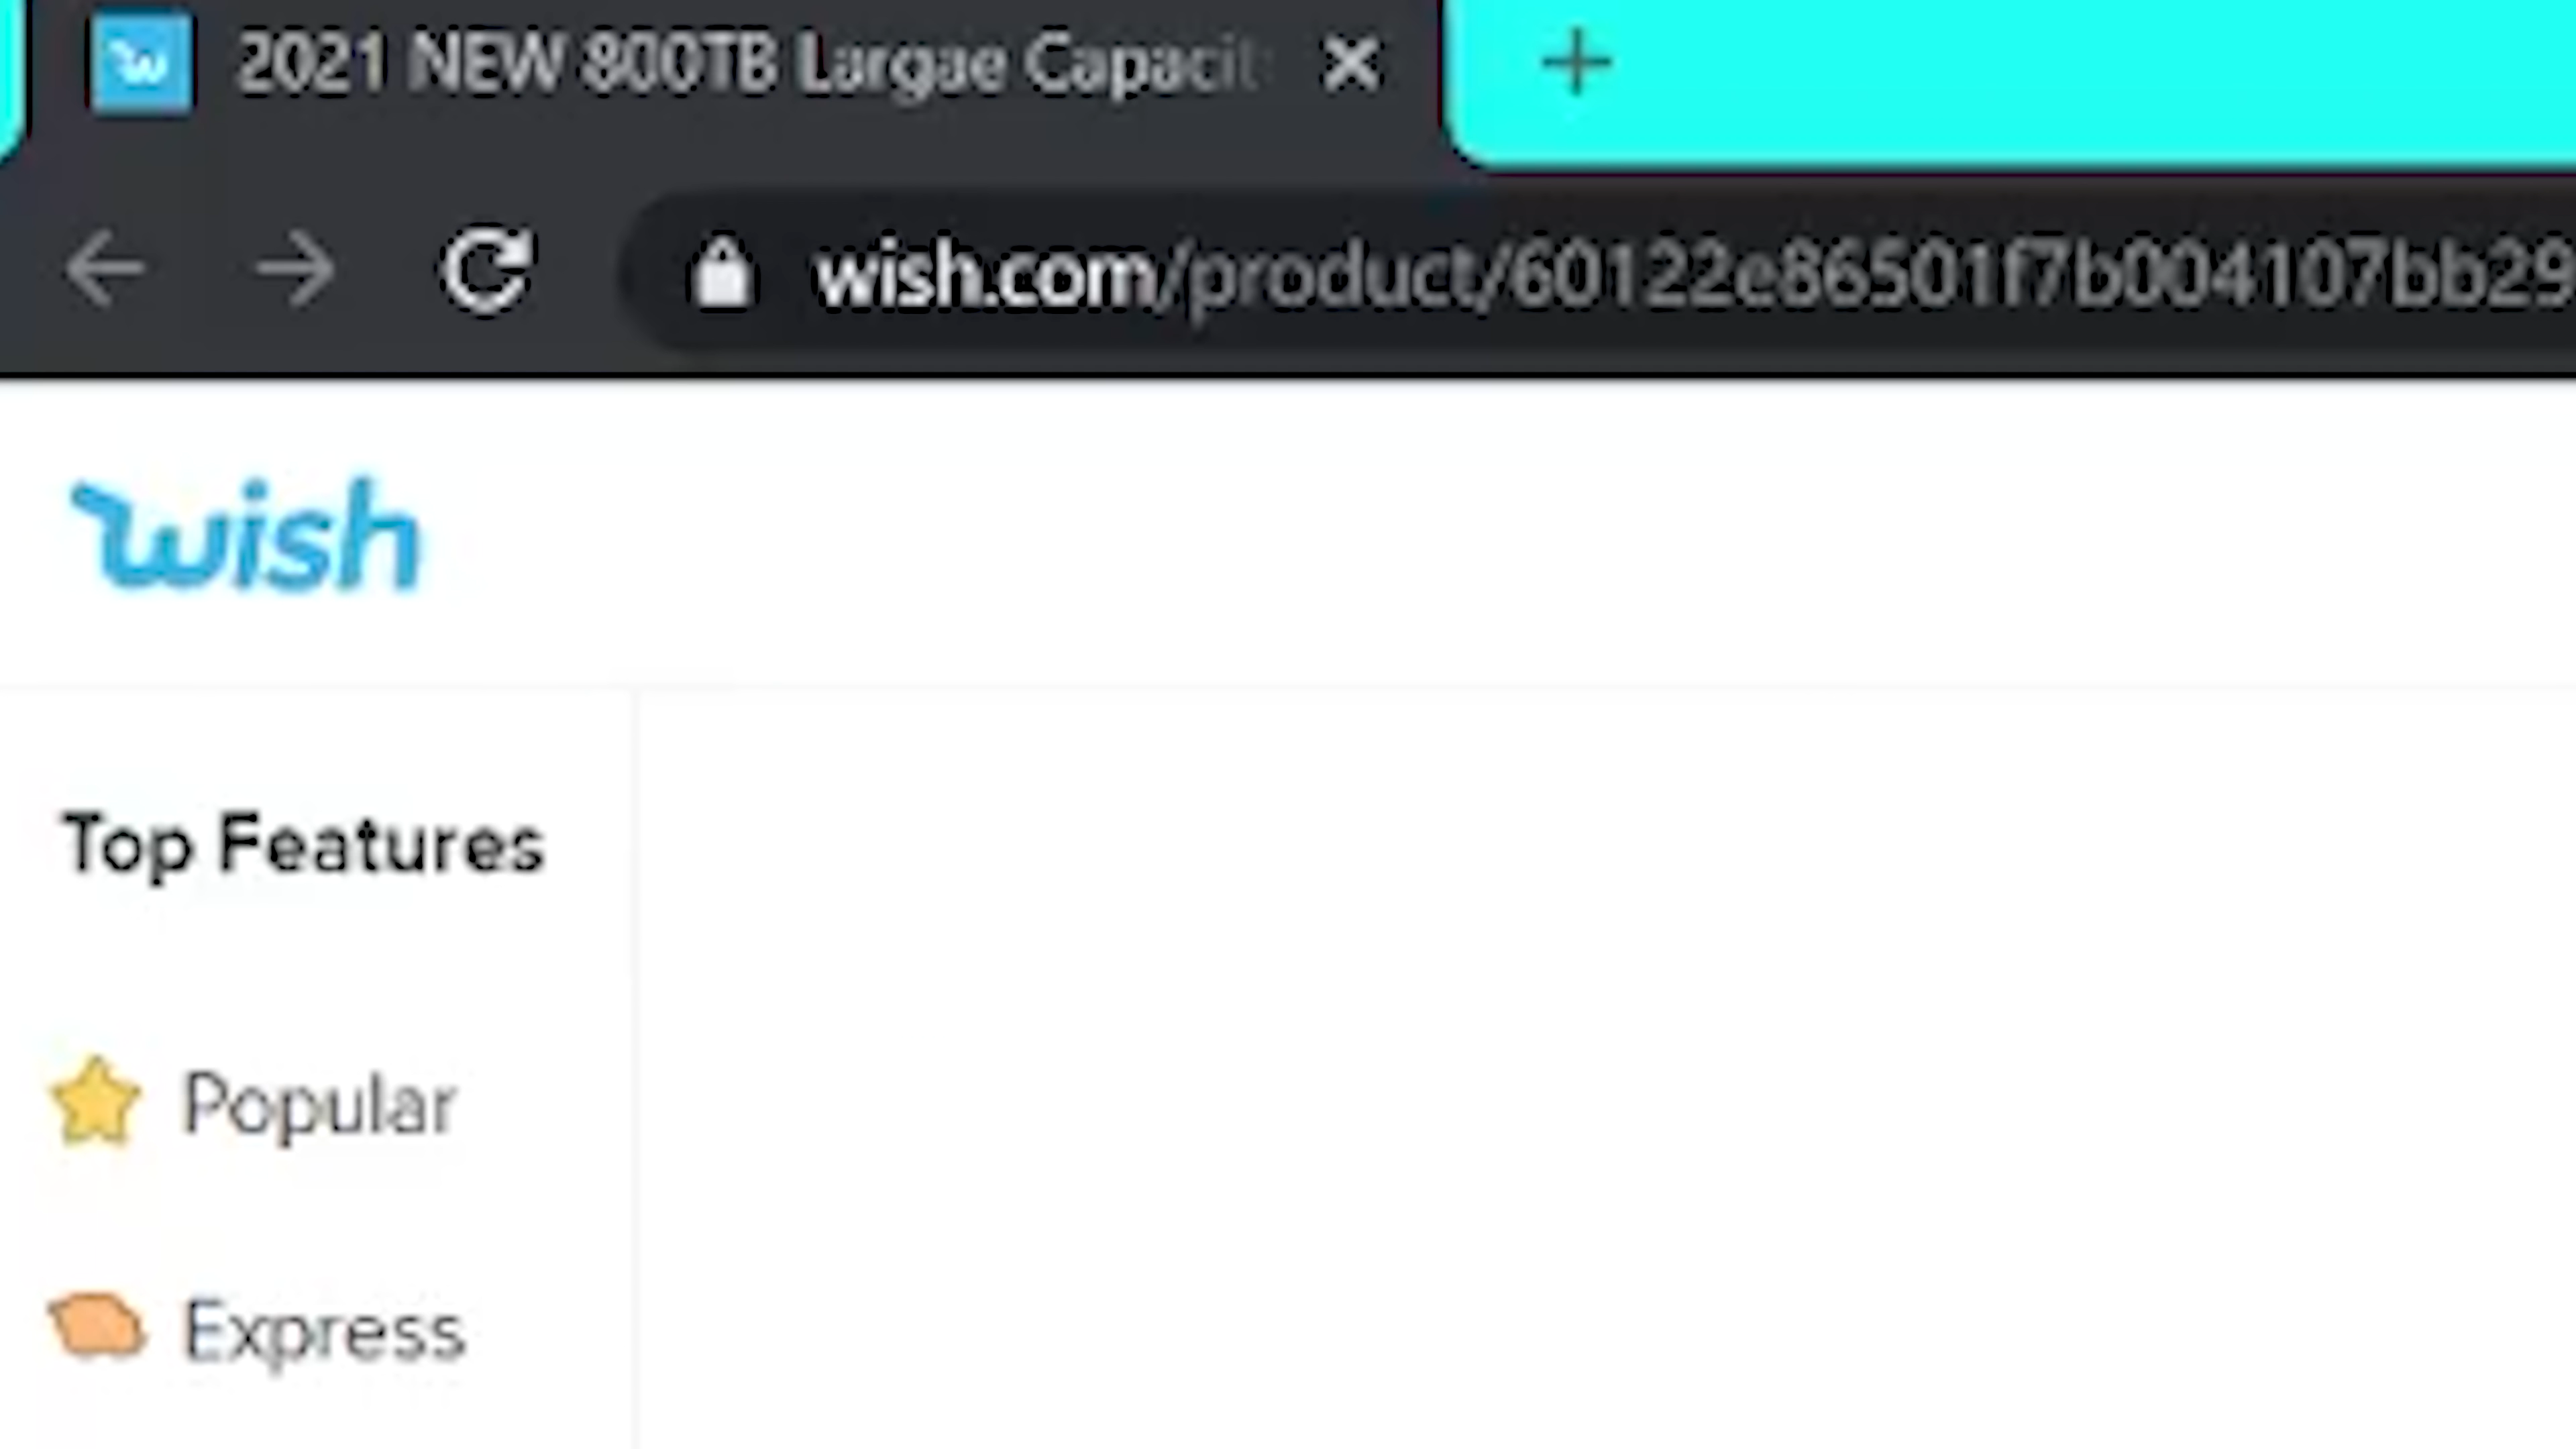 2021 NEW 800TB Largae Capacit
wish.com/product/60122e86501f7b004107bb29
wish
Top Features
Popular
Express